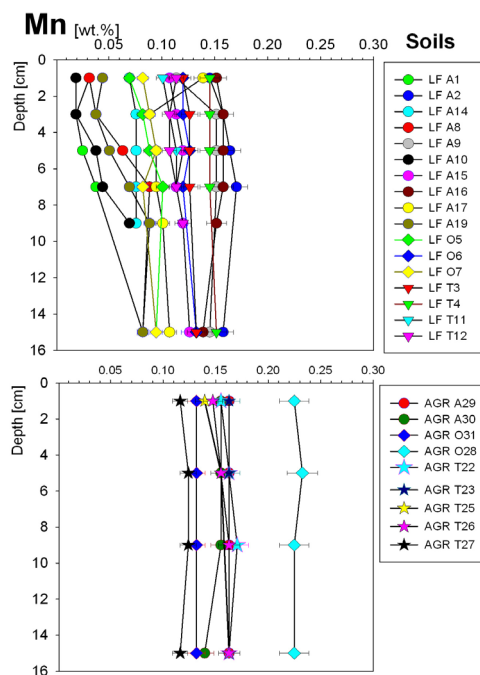 Mn [wt.%]
Soils
0.05 0.10 0.15 0.20 0.25 0.30
Depth [cm]
0
2
4
6
8
10
12
14
16
LF A1
LF A2
LF A14
LF A8
LF A9
LF A10
LF A15
LF A16
LF A17
LF A19
LF O5
LF O6
LF O7
LF T3
LF T4
LF T11
LF T12
0.05 0.10 0.15 0.20 0.25 0.30
Depth [cm]
0
2
4
6
8
10
12
14
16
AGR A29
AGR A30
AGR O31
AGR O28
AGR T22
AGR T23
AGR T25
AGR T26
AGR T27